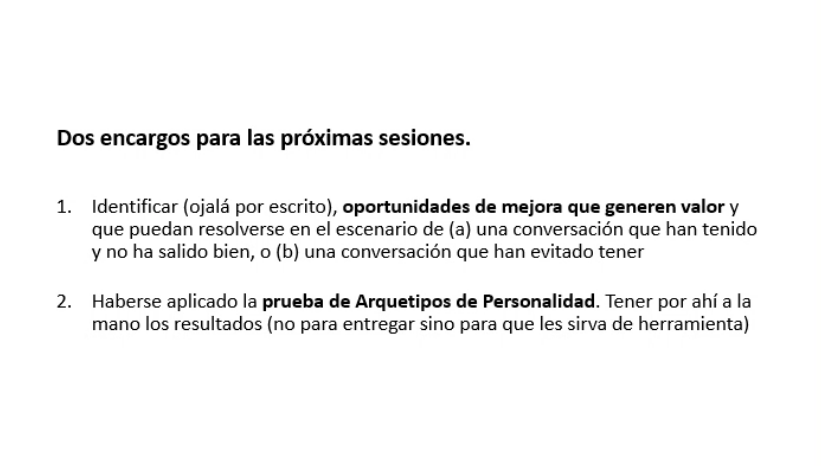 Dos encargos para las próximas sesiones.
1. Identificar (ojalá por escrito), oportunidades de mejora que generen valor y
que puedan resolverse en el escenario de (a) una conversación que han tenido
y no ha salido bien, o (b) una conversación que han evitado tener
2. Haberse aplicado la prueba de Arquetipos de Personalidad. Tener por ahí a la
mano los resultados (no para entregar sino para que les sirva de herramienta)